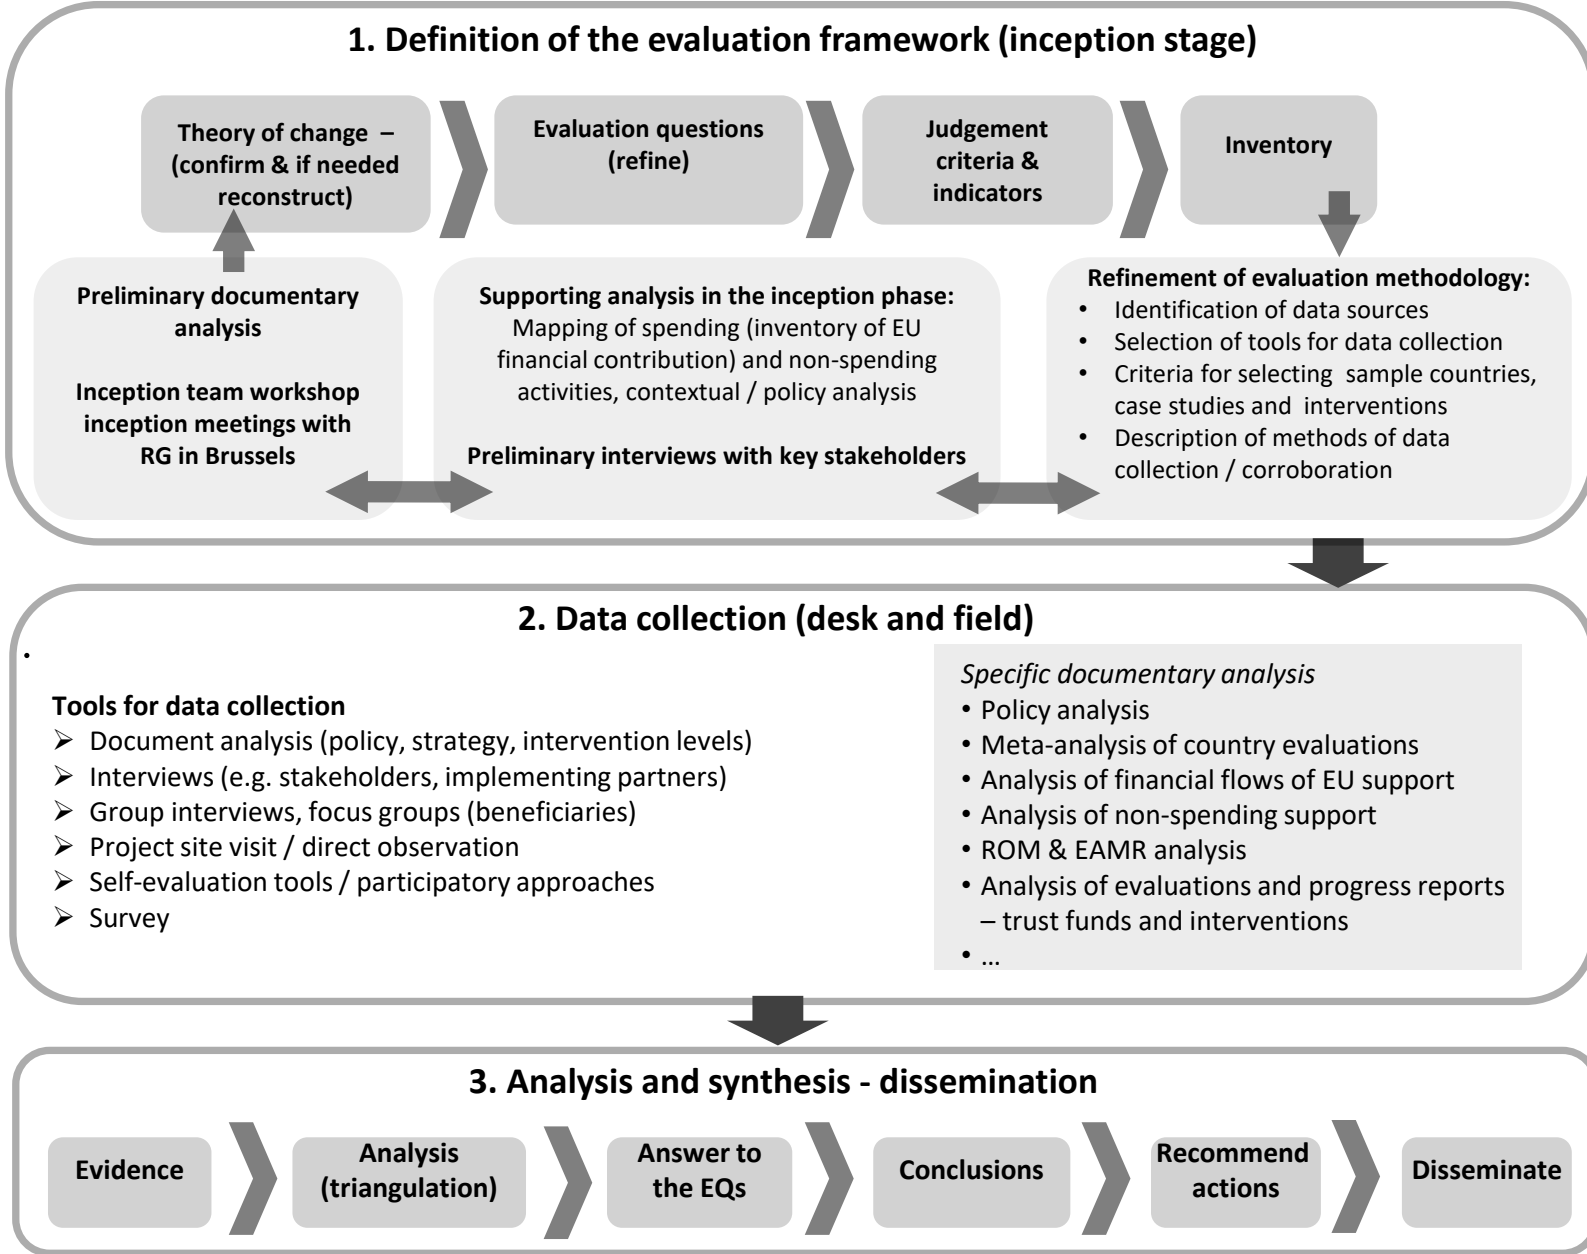 1. Definition of the evaluation framework (inception stage)
Theory of change –
(confirm & if needed
reconstruct)
Evaluation questions
(refine)
Judgement
criteria &
indicators
Inventory
Preliminary documentary
analysis
Inception team workshop
inception meetings with
RG in Brussels
Supporting analysis in the inception phase:
Mapping of spending (inventory of EU
financial contribution) and non-spending
activities, contextual / policy analysis
Preliminary interviews with key stakeholders
Refinement of evaluation methodology:
• Identification of data sources
• Selection of tools for data collection
• Criteria for selecting sample countries,
case studies and interventions
• Description of methods of data
collection / corroboration
2. Data collection (desk and field)
.
Tools for data collection
➢ Document analysis (policy, strategy, intervention levels)
➢ Interviews (e.g. stakeholders, implementing partners)
➢ Group interviews, focus groups (beneficiaries)
➢ Project site visit / direct observation
➢ Self-evaluation tools / participatory approaches
➢ Survey
Specific documentary analysis
• Policy analysis
• Meta-analysis of country evaluations
• Analysis of financial flows of EU support
• Analysis of non-spending support
• ROM & EAMR analysis
• Analysis of evaluations and progress reports
– trust funds and interventions
• ...
3. Analysis and synthesis - dissemination
Evidence
Analysis
(triangulation)
Answer to
the EQs
Conclusions
Recommend
actions
Disseminate